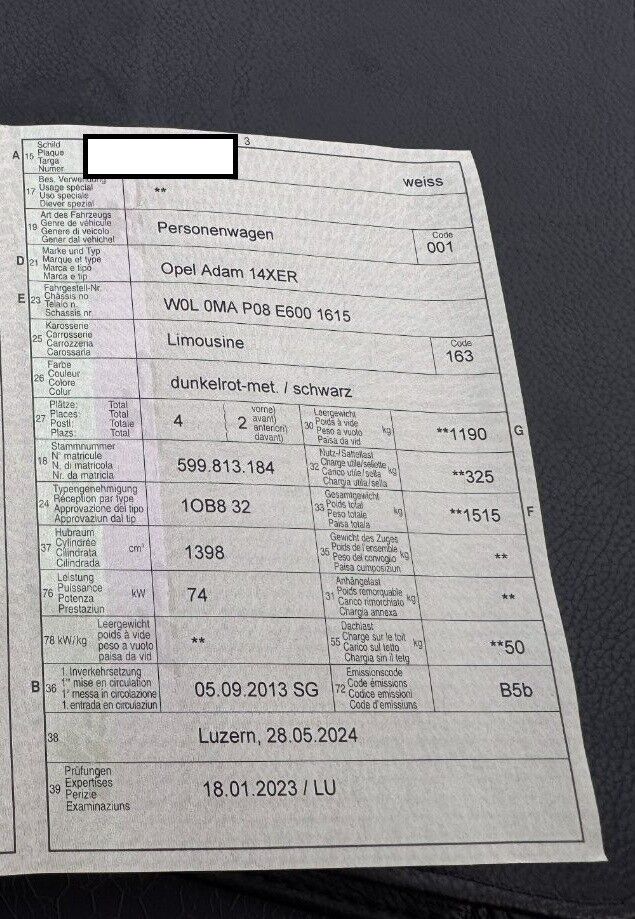 3
A 15 Schild
Plaque
Targa
Numer
weiss
17 Bes. Verwendung
Usage spécial
Uso speciale
Diever spezial
**
19 Art des Fahrzeugs
Genre de véhicule
Genere di veicolo
Gener dal vehichel
Personenwagen
Code
001
D 21 Marke und Typ
Marque et type
Marca e tipo
Marca e tip
Opel Adam 14XER
E 23 Fahrgestell-Nr.
Châssis no
Telaio n.
Schassis nr.
W0L 0MA P08 E600 1615
25 Karosserie
Carrosserie
Carrozzeria
Carossaria
Limousine
Code
163
26 Farbe
Couleur
Colore
Colur
dunkelrot-met. / schwarz
27 Plätze: Total
Places: Total
Posti: Totale
Plazs: Total
4 ( 2 vorne)
avant)
anteriori)
davant)
30 Leergewicht
Poids à vide
Peso a vuoto
Paisa da vid
kg
**1190 G
18 Stammnummer
N° matricule
N. di matricola
Nr. da matricla
599.813.184
32 Nutz-/Sattellast
Charge utile/sellette
Carico utile/sella
Chargia utila/sella
kg
**325
24 Typengenehmigung
Réception par type
Approvazione del tipo
Approvaziun dal tip
1OB8 32
33 Gesamtgewicht
Poids total
Peso totale
Paisa totala
kg
**1515 F
37 Hubraum
Cylindrée
Cilindrata
Cilindrada
cm³
1398
35 Gewicht des Zuges
Poids de l'ensemble
Peso del convoglio
Paisa cumposiziun
kg
**
76 Leistung
Puissance
Potenza
Prestaziun
kW
74
31 Anhängelast
Poids remorquable
Carico rimorchiato
Chargia annexa
kg
**
78 kW/kg Leergewicht
poids à vide
peso a vuoto
paisa da vid
**
55 Dachlast
Charge sur le toit
Carico sul tetto
Chargia sin il tetg
kg
**50
B 36 1. Inverkehrsetzung
1re mise en circulation
1a messa in circolazione
1. entrada en circulaziun
05.09.2013 SG
72 Emissionscode
Code émissions
Codice emissioni
Code d'emissiuns
B5b
38
Luzern, 28.05.2024
39 Prüfungen
Expertises
Perizie
Examinaziuns
18.01.2023 / LU